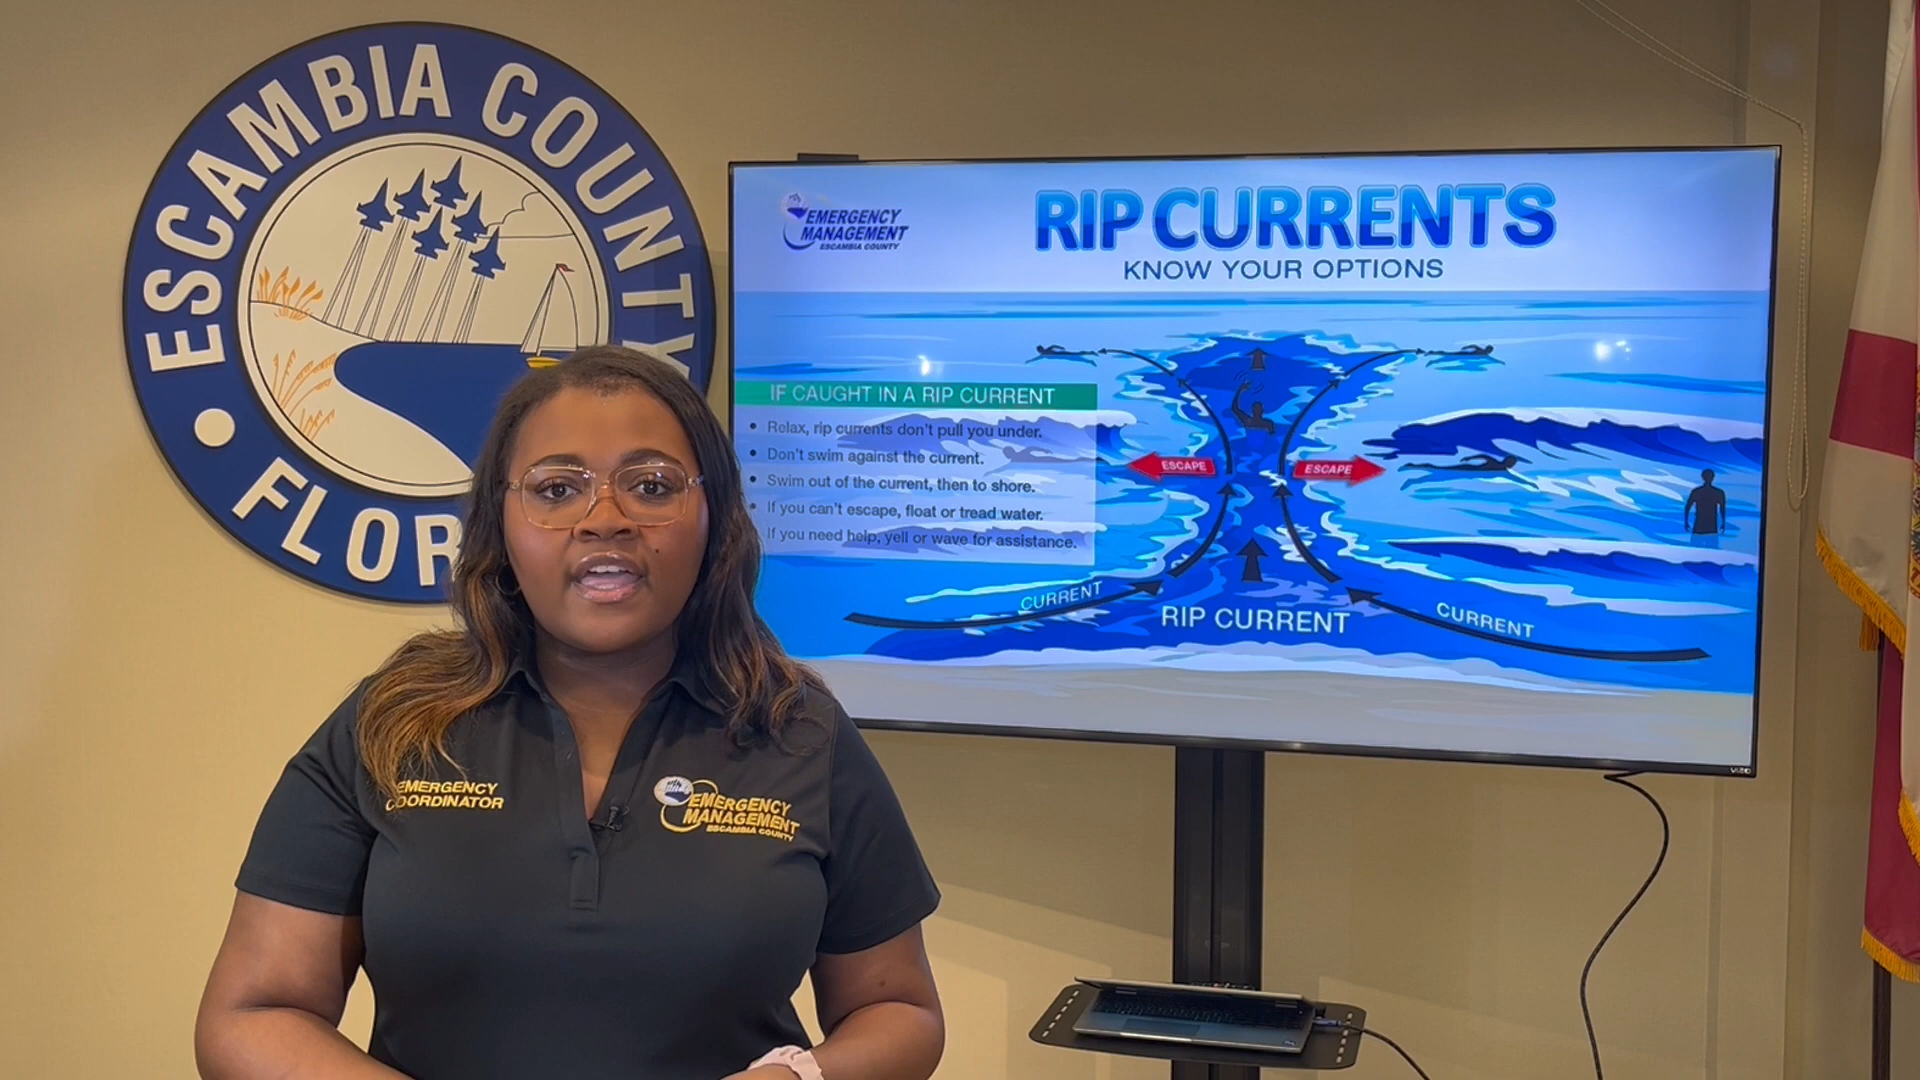 ESCAMBIA COUNTY
FLOR
EMERGENCY
MANAGEMENT
ESCAMBIA COUNTY
RIP CURRENTS
KNOW YOUR OPTIONS
IF CAUGHT IN A RIP CURRENT
• Relax, rip currents don't pull you under.
• Don't swim against the current.
• Swim out of the current, then to shore.
• If you can't escape, float or tread water.
If you need help, yell or wave for assistance.
ESCAPE
ESCAPE
CURRENT
RIP CURRENT
CURRENT
VIZIO
EMERGENCY
COORDINATOR
EMERGENCY
MANAGEMENT
ESCAMBIA COUNTY